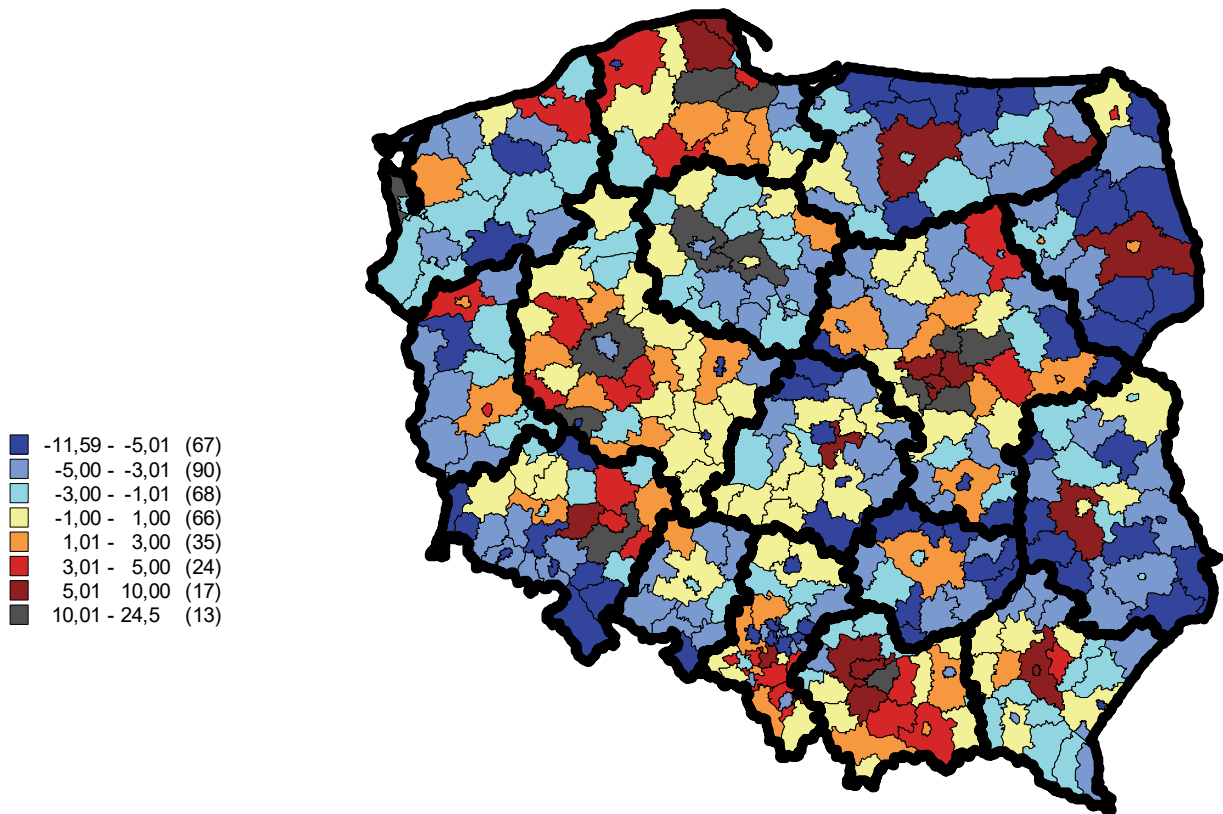 -11,59 - -5,01 (67)
-5,00 - -3,01 (90)
-3,00 - -1,01 (68)
-1,00 - 1,00 (66)
1,01 - 3,00 (35)
3,01 - 5,00 (24)
5,01 10,00 (17)
10,01 - 24,5 (13)